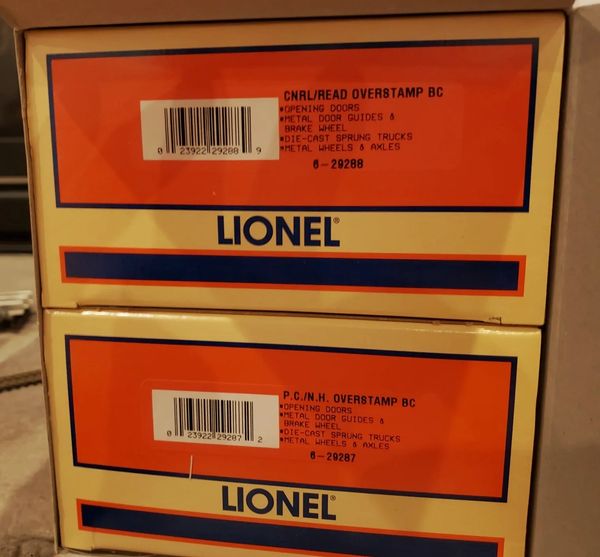 CNRL/READ OVERSTAMP BC
*OPENING DOORS
*METAL DOOR GUIDES &
BRAKE WHEEL
*DIE-CAST SPRUNG TRUCKS
*METAL WHEELS & AXLES
6-29288
0 23922 29288 9
LIONEL®
P.C./N.H. OVERSTAMP BC
*OPENING DOORS
*METAL DOOR GUIDES &
BRAKE WHEEL
*DIE-CAST SPRUNG TRUCKS
*METAL WHEELS & AXLES
6-29287
0 23922 29287 2
LIONEL®